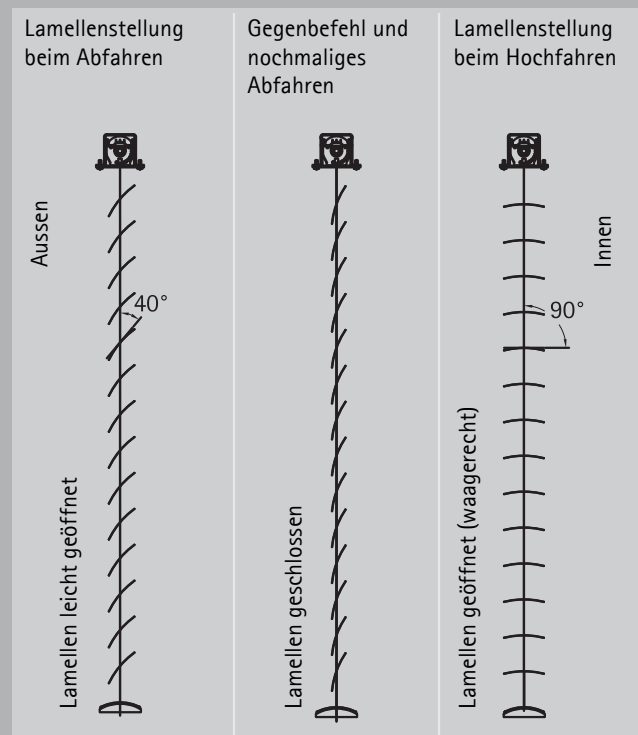 Lamellenstellung
beim Abfahren
Aussen
40°
Lamellen leicht geöffnet
Gegenbefehl und
nochmaliges
Abfahren
Lamellen geschlossen
Lamellenstellung
beim Hochfahren
Innen
90°
Lamellen geöffnet (waagerecht)